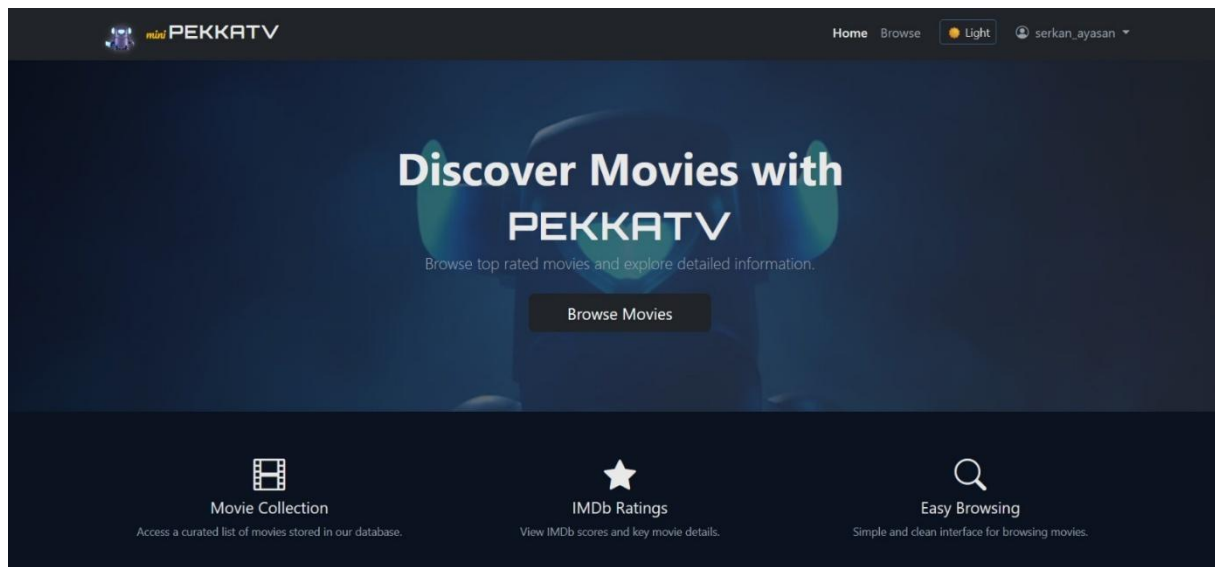 mini PEKKATV
Home Browse Light serkan_ayasan
Discover Movies with
PEKKATV
Browse top rated movies and explore detailed information.
Browse Movies
Movie Collection
Access a curated list of movies stored in our database.
IMDb Ratings
View IMDb scores and key movie details.
Easy Browsing
Simple and clean interface for browsing movies.